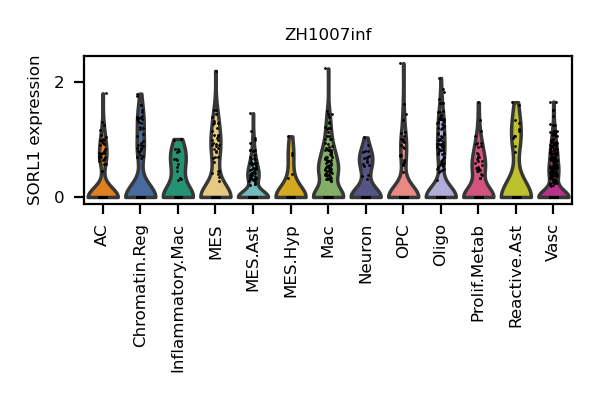 ZH1007inf
SORL1 expression
2
0
AC
Chromatin.Reg
Inflammatory.Mac
MES
MES.Ast
MES.Hyp
Mac
Neuron
OPC
Oligo
Prolif.Metab
Reactive.Ast
Vasc